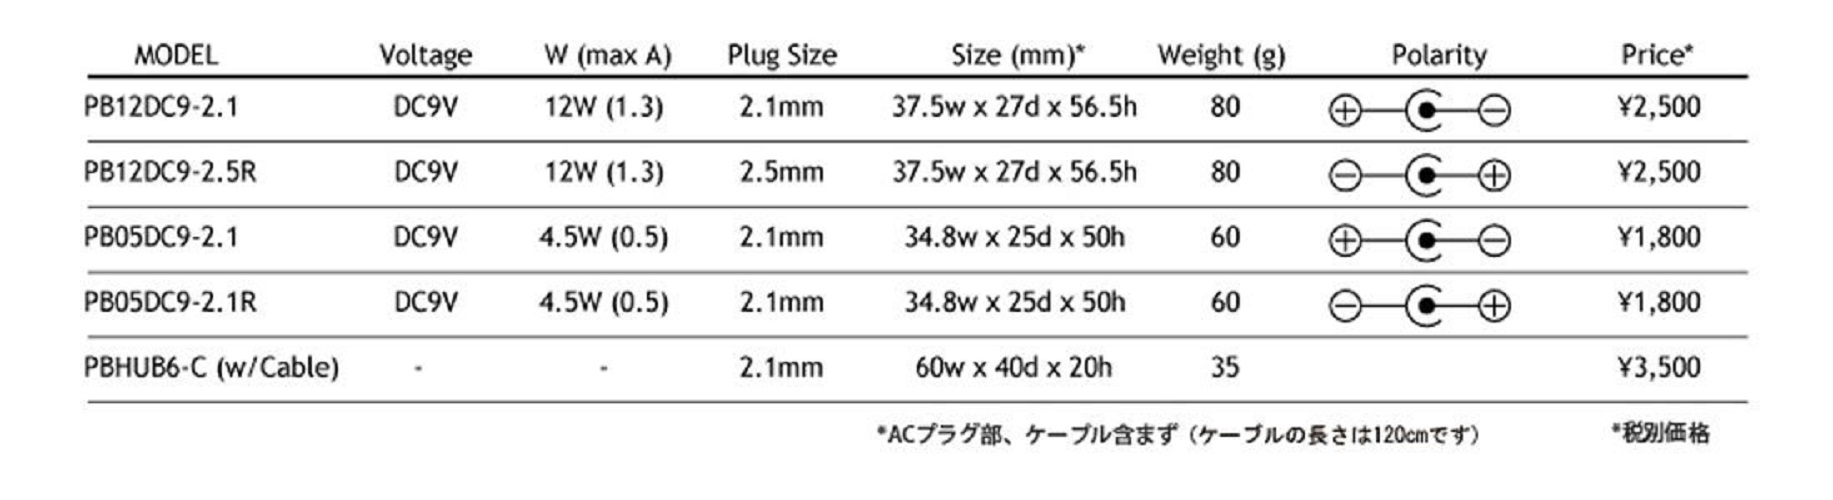 MODEL Voltage W (max A) Plug Size Size (mm)* Weight (g) Polarity Price*
PB12DC9-2.1 DC9V 12W (1.3) 2.1mm 37.5w x 27d x 56.5h 80 ¥2,500
PB12DC9-2.5R DC9V 12W (1.3) 2.5mm 37.5w x 27d x 56.5h 80 ¥2,500
PB05DC9-2.1 DC9V 4.5W (0.5) 2.1mm 34.8w x 25d x 50h 60 ¥1,800
PB05DC9-2.1R DC9V 4.5W (0.5) 2.1mm 34.8w x 25d x 50h 60 ¥1,800
PBHUB6-C (w/Cable) - - 2.1mm 60w x 40d x 20h 35 ¥3,500
*ACプラグ部、ケーブル含まず（ケーブルの長さは120cmです） *税別価格